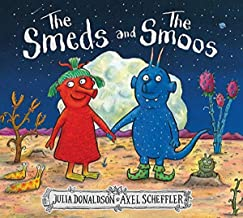 The The
Smeds and Smoos
JULIA DONALDSON • AXEL SCHEFFLER